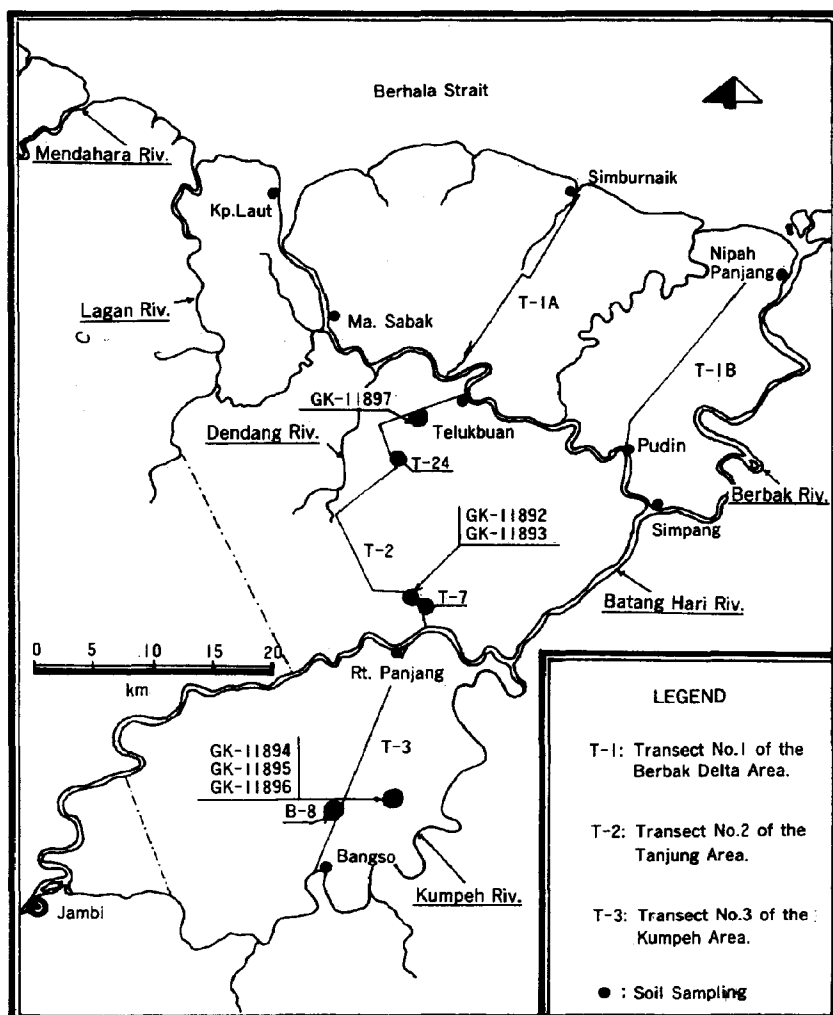 Berhala Strait
Mendahara Riv.
Simburnaik
Kp.Laut
Nipah
Panjang
Lagan Riv.
T-1A
Ma. Sabak
T-1B
GK-11897
Telukbuan
Dendang Riv.
Pudin
T-24
Berbak Riv.
GK-11892
GK-11893
Simpang
T-2
T-7
Batang Hari Riv.
0 5 10 15 20
km
Rt. Panjang
LEGEND
T-1: Transect No.1 of the
Berbak Delta Area.
T-2: Transect No.2 of the
Tanjung Area.
T-3: Transect No.3 of the
Kumpeh Area.
● : Soil Sampling
T-3
GK-11894
GK-11895
GK-11896
B-8
Bangso
Kumpeh Riv.
Jambi